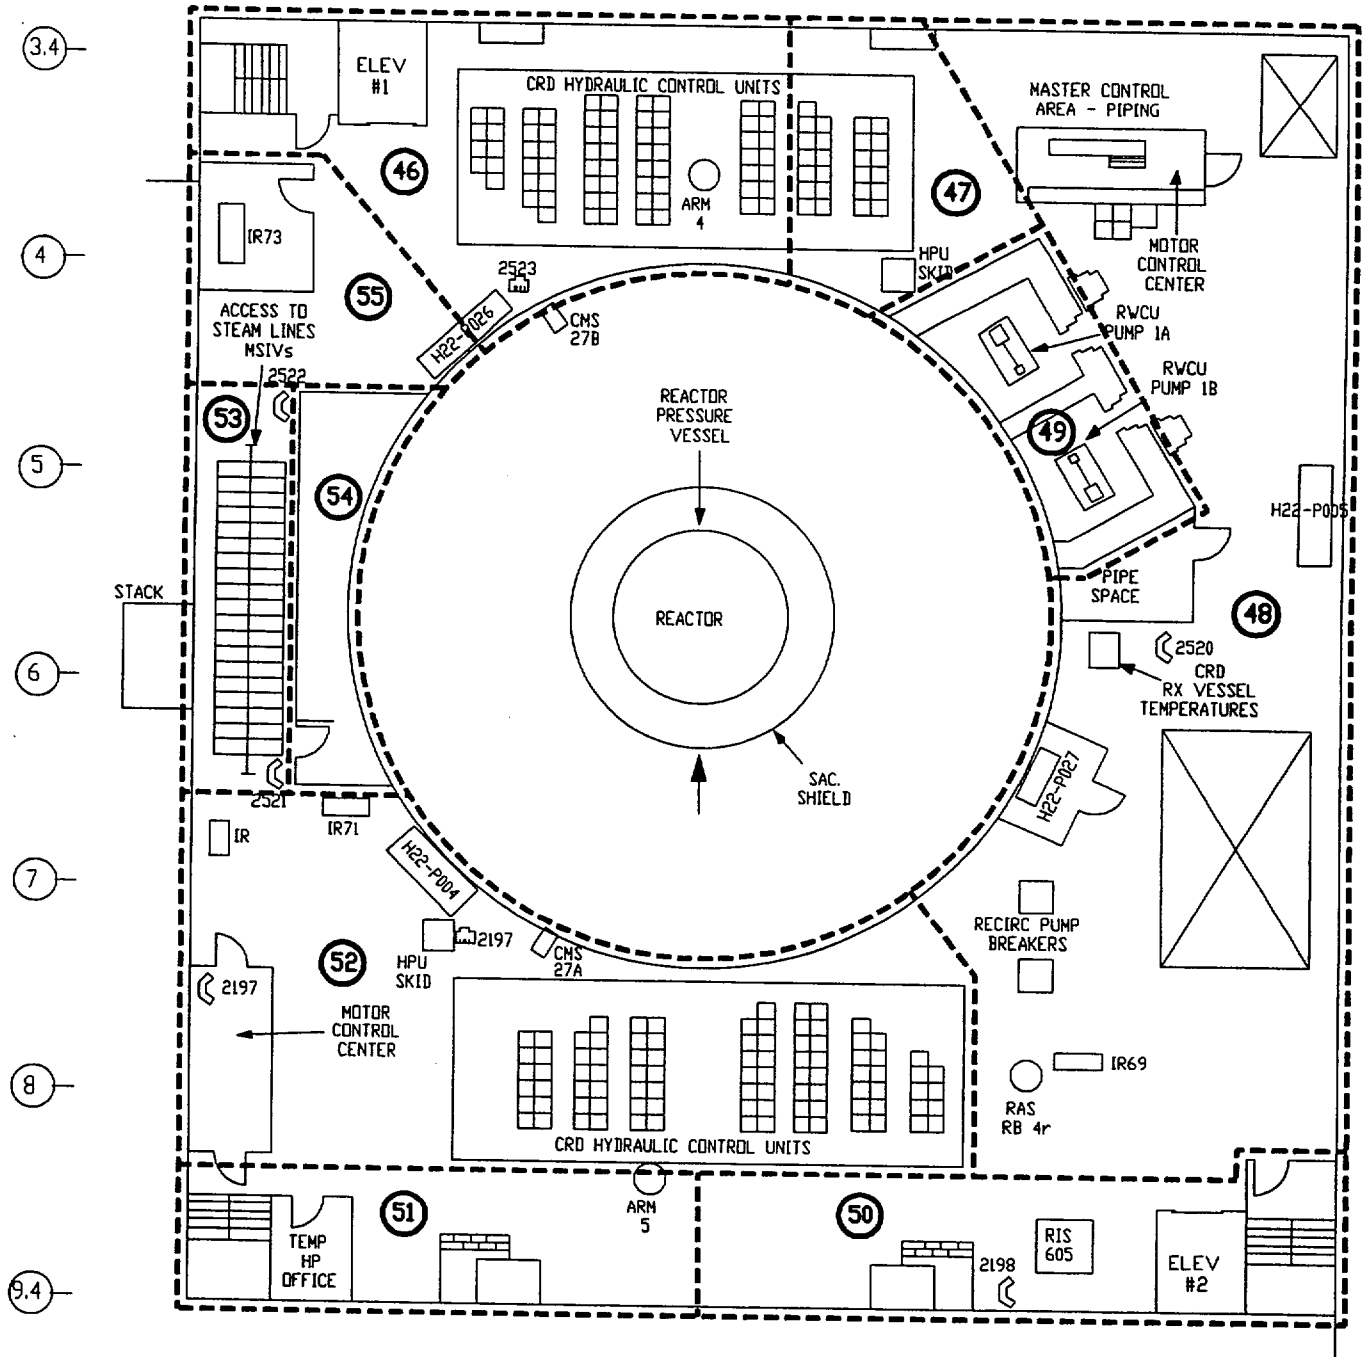 3.4
ELEV
#1
CRD HYDRAULIC CONTROL UNITS
MASTER CONTROL
AREA - PIPING
46
ARM
4
47
IR73
4
MOTOR
CONTROL
CENTER
HPU
SKID
2523
55
ACCESS TO
STEAM LINES
MSIVs
H22-P026
CMS
27B
RWCU
PUMP 1A
2522
RWCU
PUMP 1B
53
REACTOR
PRESSURE
VESSEL
49
5
54
H22-P005
PIPE
SPACE
STACK
REACTOR
48
6
2520
CRD
RX VESSEL
TEMPERATURES
SAC.
SHIELD
H22-P027
2521
IR71
IR
7
H22-P004
RECIRC PUMP
BREAKERS
2197
CMS
27A
52
HPU
SKID
2197
MOTOR
CONTROL
CENTER
8
IR69
RAS
RB 4r
CRD HYDRAULIC CONTROL UNITS
51
ARM
5
50
TEMP
HP
OFFICE
RIS
605
2198
ELEV
#2
9.4